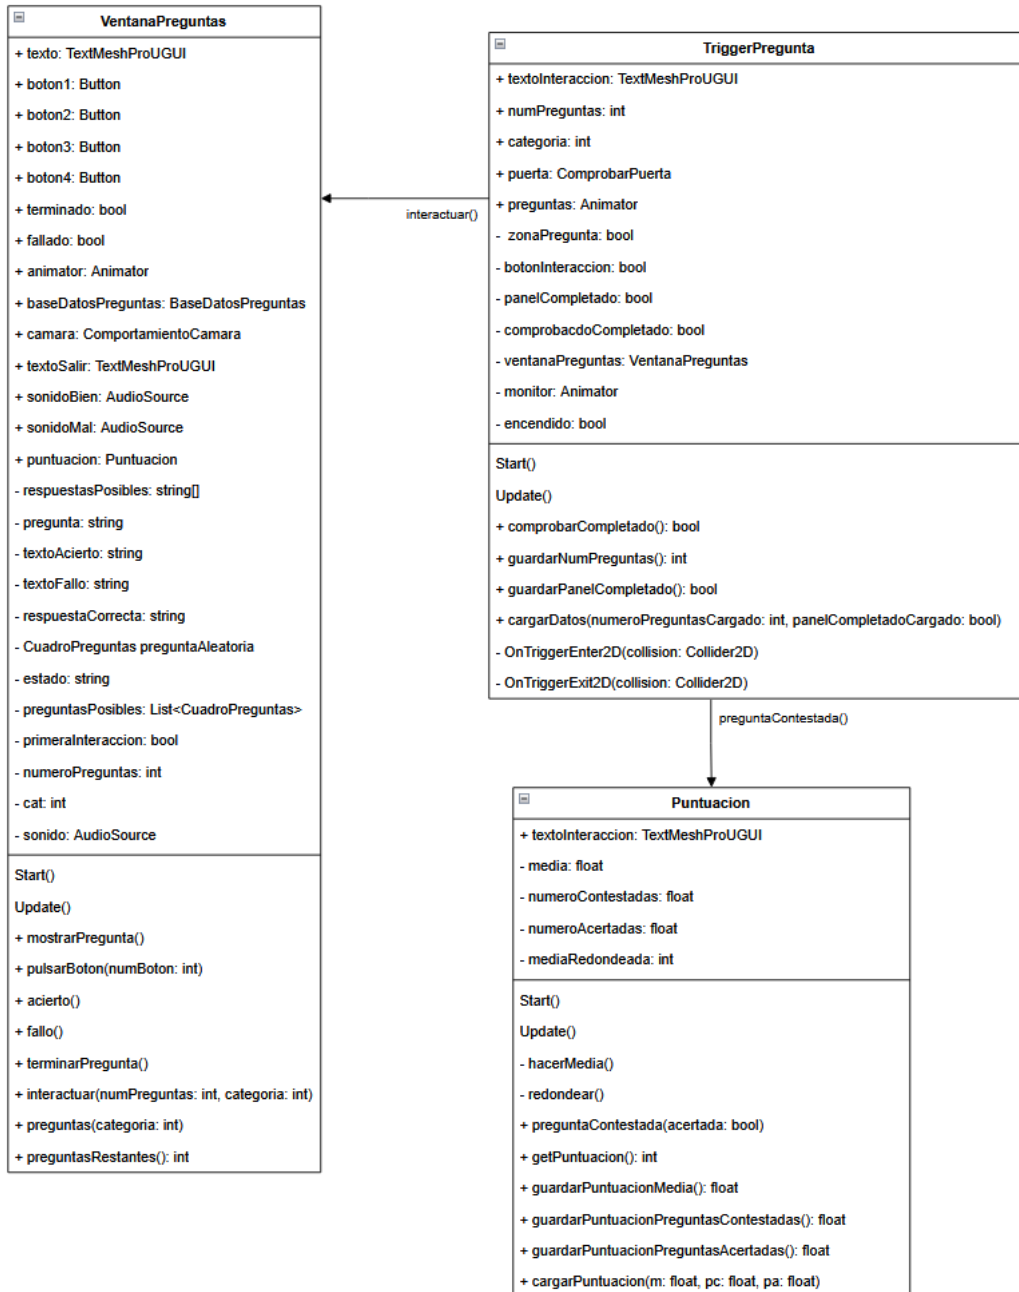 VentanaPreguntas
+ texto: TextMeshProUGUI
+ boton1: Button
+ boton2: Button
+ boton3: Button
+ boton4: Button
+ terminado: bool
+ fallado: bool
+ animator: Animator
+ baseDatosPreguntas: BaseDatosPreguntas
+ camara: ComportamientoCamara
+ textoSalir: TextMeshProUGUI
+ sonidoBien: AudioSource
+ sonidoMal: AudioSource
+ puntuacion: Puntuacion
- respuestasPosibles: string[]
- pregunta: string
- textoAcierto: string
- textoFallo: string
- respuestaCorrecta: string
- CuadroPreguntas preguntaAleatoria
- estado: string
- preguntasPosibles: List<CuadroPreguntas>
- primeraInteraccion: bool
- numeroPreguntas: int
- cat: int
- sonido: AudioSource
Start()
Update()
+ mostrarPregunta()
+ pulsarBoton(numBoton: int)
+ acierto()
+ fallo()
+ terminarPregunta()
+ interactuar(numPreguntas: int, categoria: int)
+ preguntas(categoria: int)
+ preguntasRestantes(): int
interactuar()
TriggerPregunta
+ textoInteraccion: TextMeshProUGUI
+ numPreguntas: int
+ categoria: int
+ puerta: ComprobarPuerta
+ preguntas: Animator
- zonaPregunta: bool
- botonInteraccion: bool
- panelCompletado: bool
- comprobacdoCompletado: bool
- ventanaPreguntas: VentanaPreguntas
- monitor: Animator
- encendido: bool
Start()
Update()
+ comprobarCompletado(): bool
+ guardarNumPreguntas(): int
+ guardarPanelCompletado(): bool
+ cargarDatos(numeroPreguntasCargado: int, panelCompletadoCargado: bool)
- OnTriggerEnter2D(collision: Collider2D)
- OnTriggerExit2D(collision: Collider2D)
preguntaContestada()
Puntuacion
+ textoInteraccion: TextMeshProUGUI
- media: float
- numeroContestadas: float
- numeroAcertadas: float
- mediaRedondeada: int
Start()
Update()
- hacerMedia()
- redondear()
+ preguntaContestada(acertada: bool)
+ getPuntuacion(): int
+ guardarPuntuacionMedia(): float
+ guardarPuntuacionPreguntasContestadas(): float
+ guardarPuntuacionPreguntasAcertadas(): float
+ cargarPuntuacion(m: float, pc: float, pa: float)